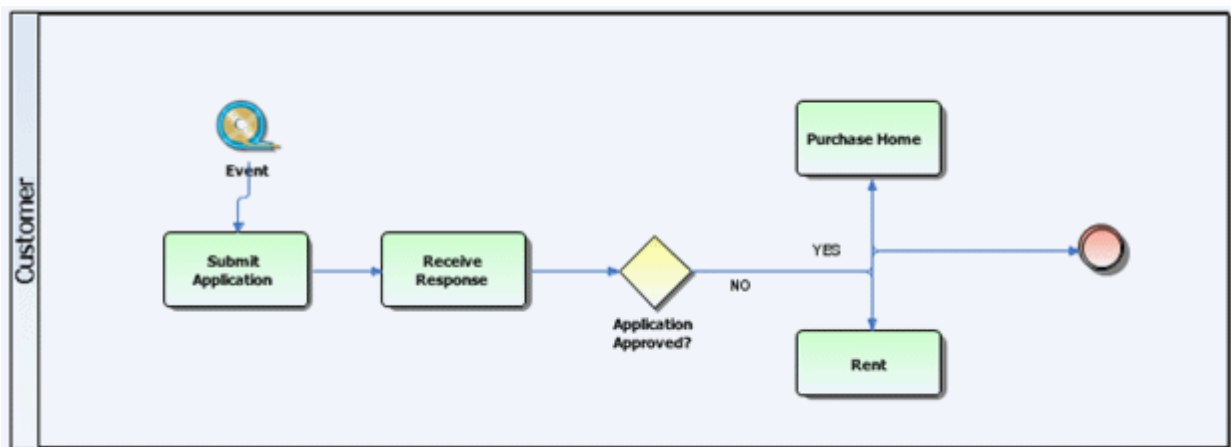 Customer
Event
Submit
Application
Receive
Response
Application
Approved?
NO
YES
Purchase Home
Rent